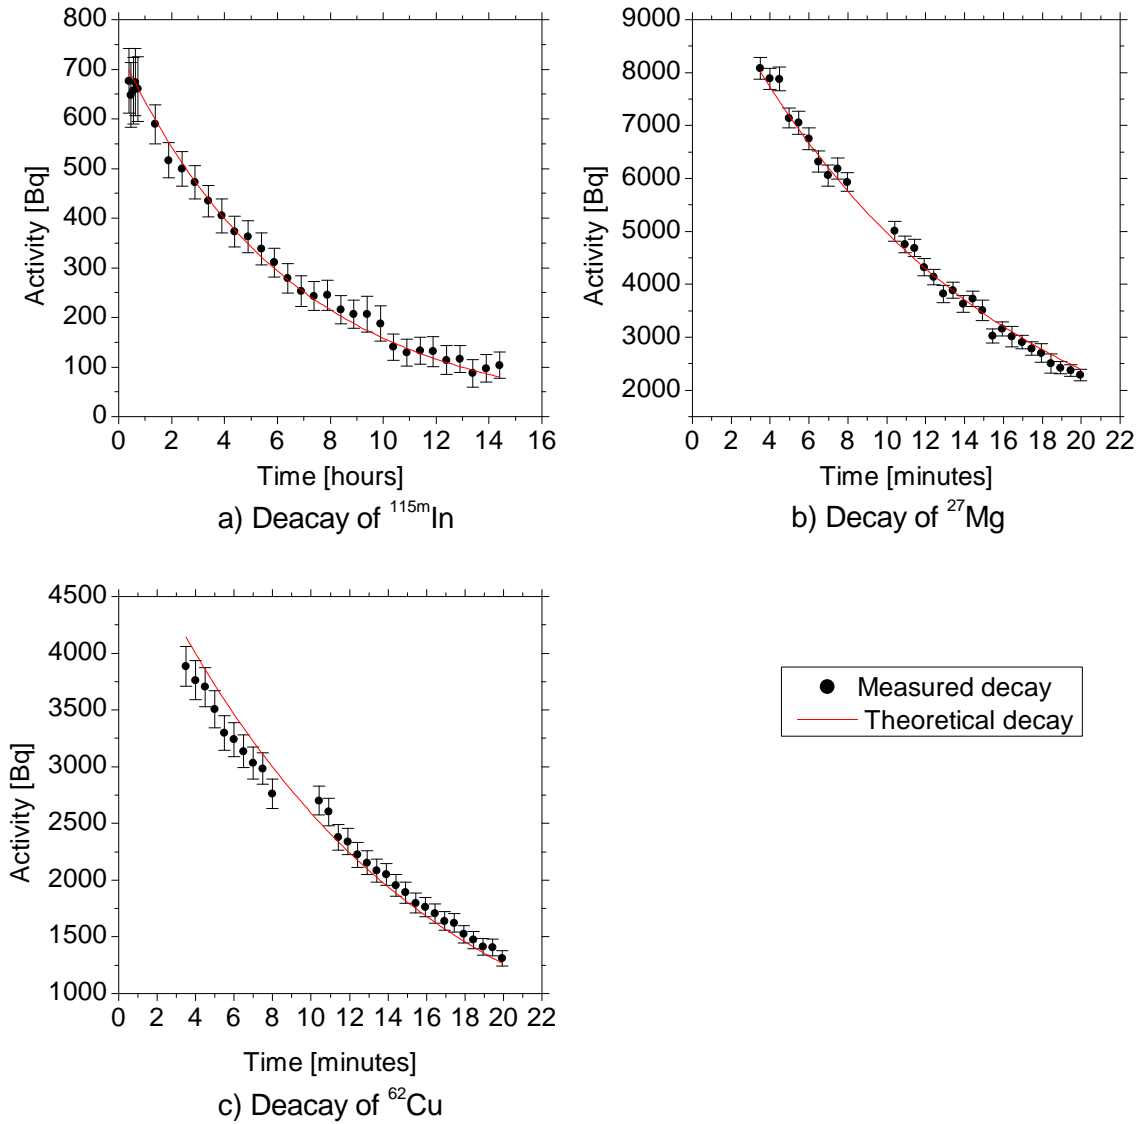 900
800
700
600
500
400
300
200
100
0
0 2 4 6 8 10 12 14 16
Activity [Bq]
Time [hours]
a) Deacay of 115mIn
9000
8000
7000
6000
5000
4000
3000
2000
0 2 4 6 8 10 12 14 16 18 20 22
Activity [Bq]
Time [minutes]
b) Decay of 27Mg
4500
4000
3500
3000
2500
2000
1500
1000
0 2 4 6 8 10 12 14 16 18 20 22
Activity [Bq]
Time [minutes]
c) Deacay of 62Cu
Measured decay
Theoretical decay